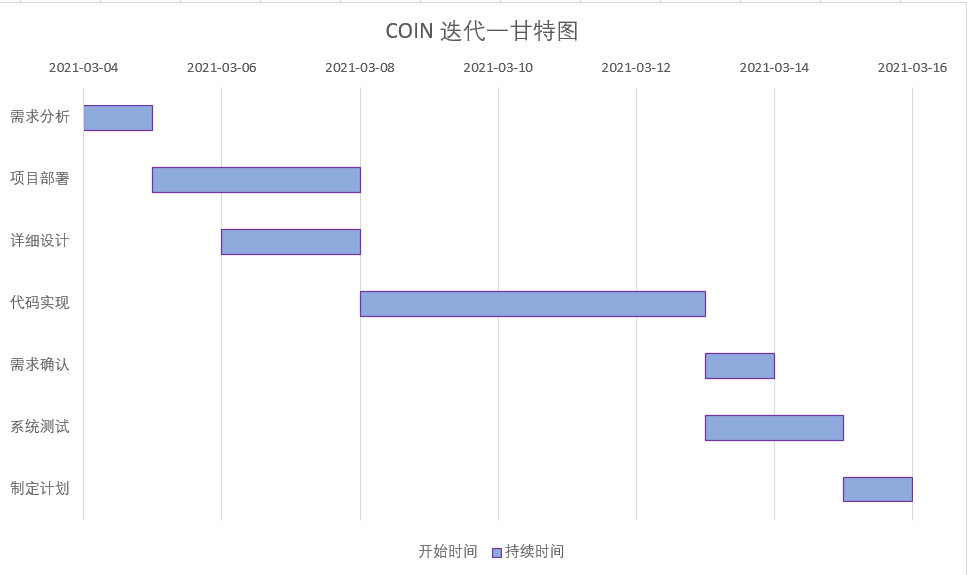 COIN 迭代一甘特图
2021-03-04 2021-03-06 2021-03-08 2021-03-10 2021-03-12 2021-03-14 2021-03-16
需求分析
项目部署
详细设计
代码实现
需求确认
系统测试
制定计划
开始时间 持续时间